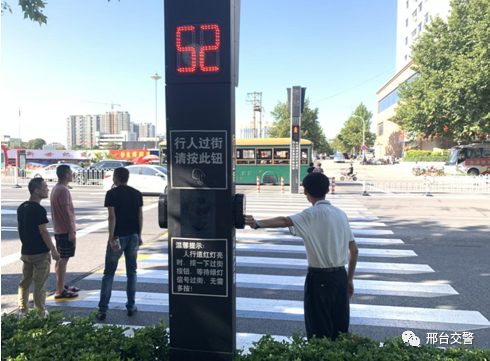 52
行人过街
请按此钮
温馨提示:
人行道红灯亮
时,按一下过街
按钮,等待绿灯
信号过街,无需
多按!
邢台交警